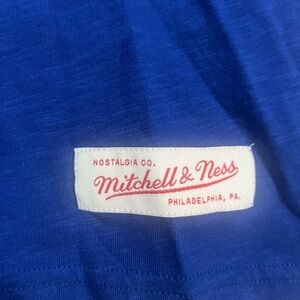 NOSTALGIA CO.
Mitchell & Ness
PHILADELPHIA, PA.